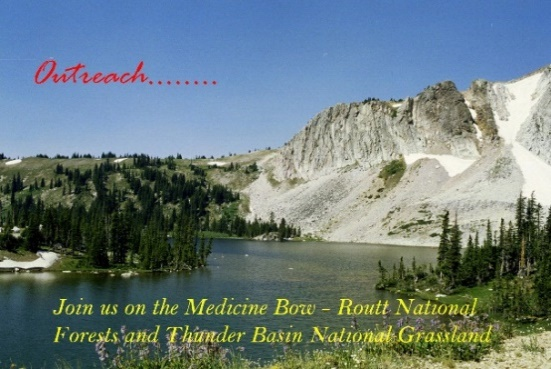 Outreach........
Join us on the Medicine Bow - Routt National
Forests and Thunder Basin National Grassland